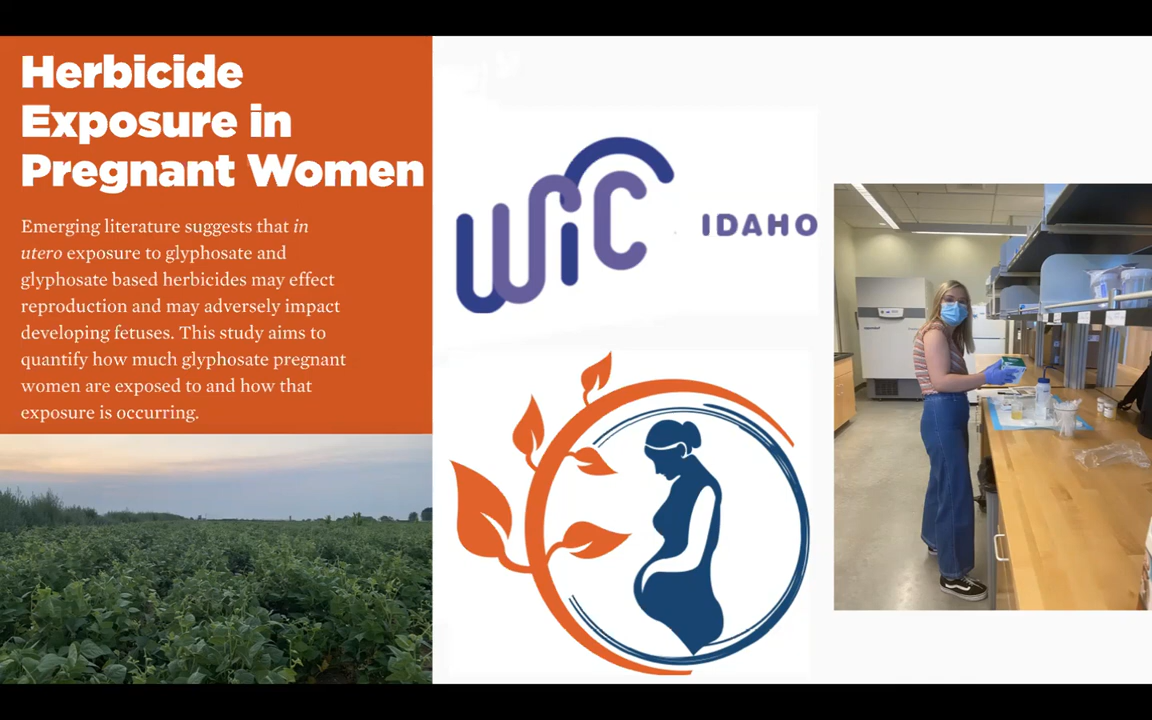 Herbicide
Exposure in
Pregnant Women
Emerging literature suggests that in
utero exposure to glyphosate and
glyphosate based herbicides may effect
reproduction and may adversely impact
developing fetuses. This study aims to
quantify how much glyphosate pregnant
women are exposed to and how that
exposure is occurring.
WiC
IDAHO